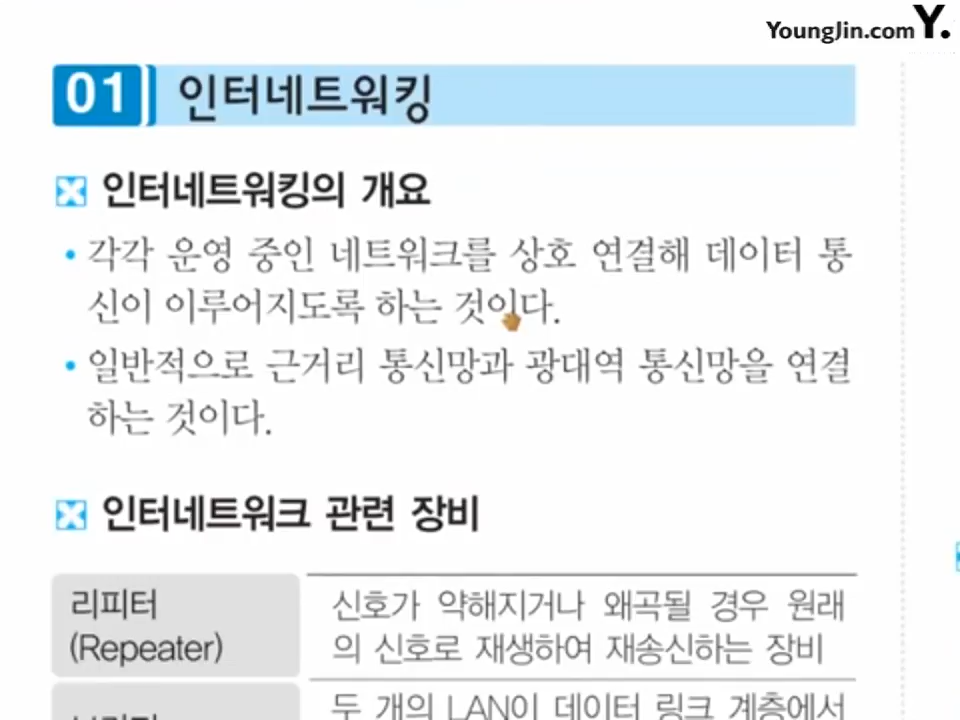 YoungJin.com Y.
01 인터네트워킹
인터네트워킹의 개요
• 각각 운영 중인 네트워크를 상호 연결해 데이터 통
신이 이루어지도록 하는 것이다.
• 일반적으로 근거리 통신망과 광대역 통신망을 연결
하는 것이다.
인터네트워크 관련 장비
리피터
(Repeater)
신호가 약해지거나 왜곡될 경우 원래
의 신호로 재생하여 재송신하는 장비
두 개의 LAN이 데이터 링크 계층에서